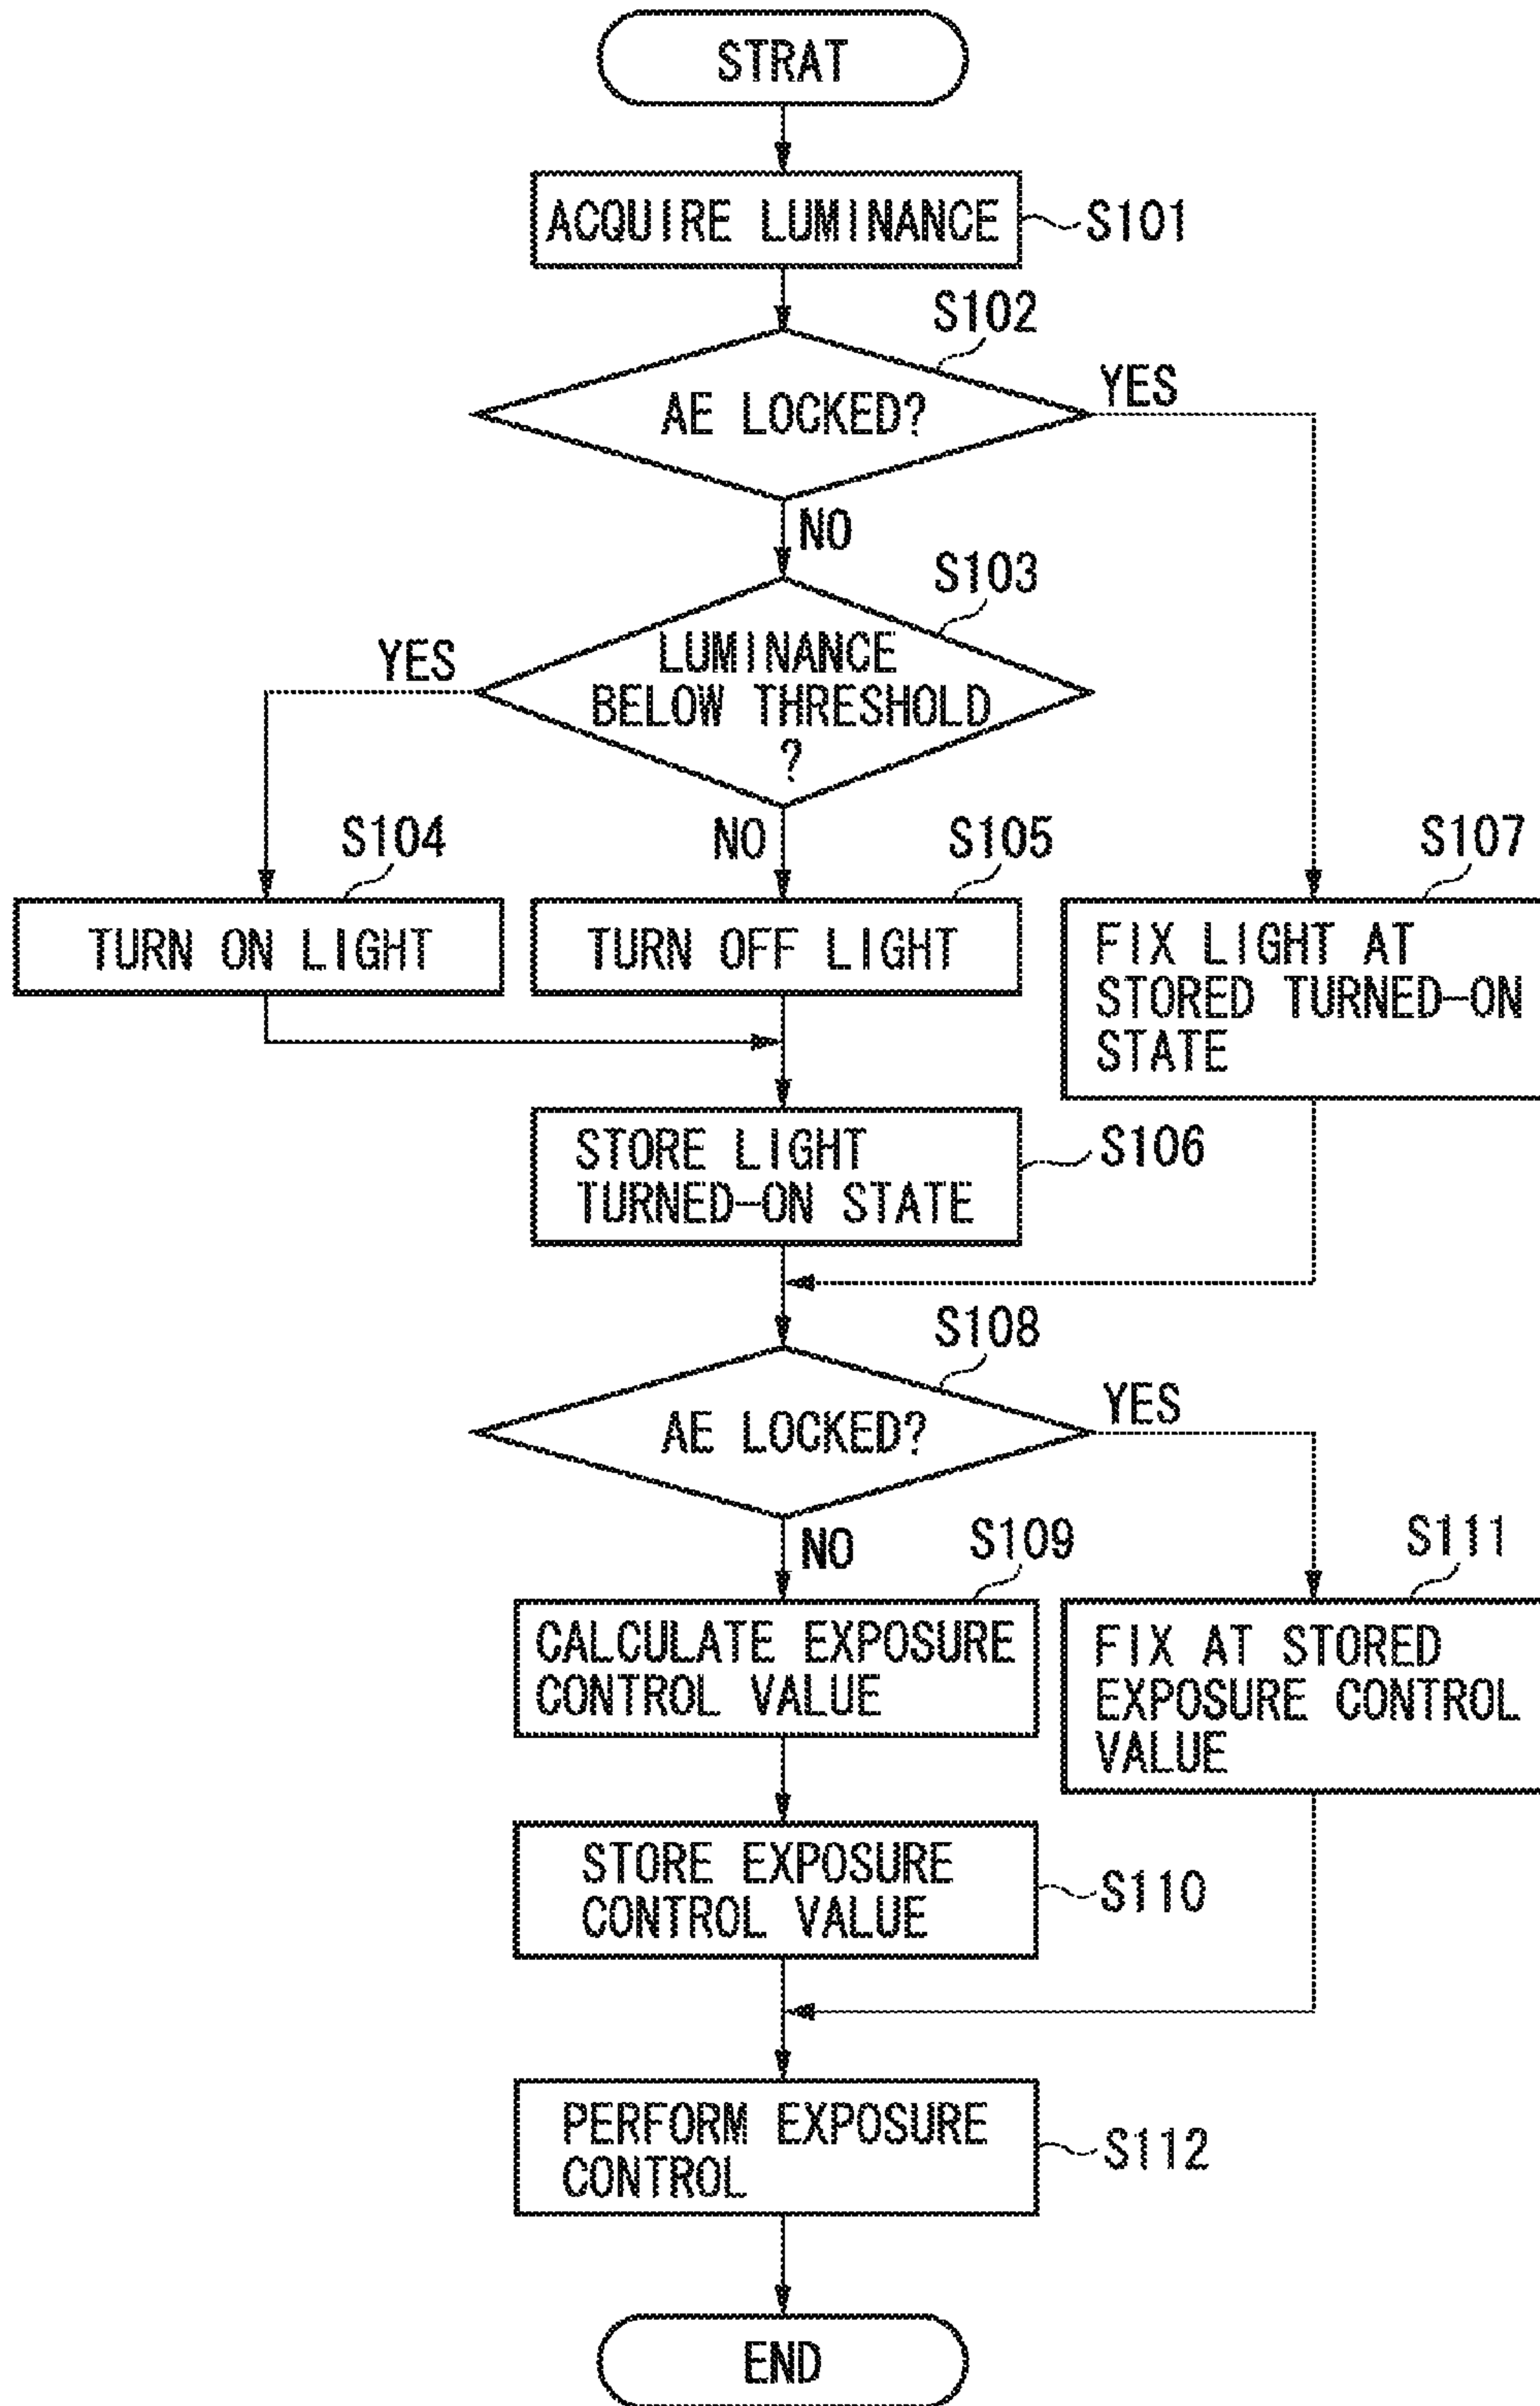 STRAT
ACQUIRE LUMINANCE
S101
S102
AE LOCKED?
YES
NO
S103
LUMINANCE
BELOW THRESHOLD
?
YES
NO
S104
TURN ON LIGHT
S105
TURN OFF LIGHT
S107
FIX LIGHT AT
STORED TURNED-ON
STATE
STORE LIGHT
TURNED-ON STATE
S106
S108
AE LOCKED?
YES
NO
S109
CALCULATE EXPOSURE
CONTROL VALUE
S111
FIX AT STORED
EXPOSURE CONTROL
VALUE
STORE EXPOSURE
CONTROL VALUE
S110
PERFORM EXPOSURE
CONTROL
S112
END